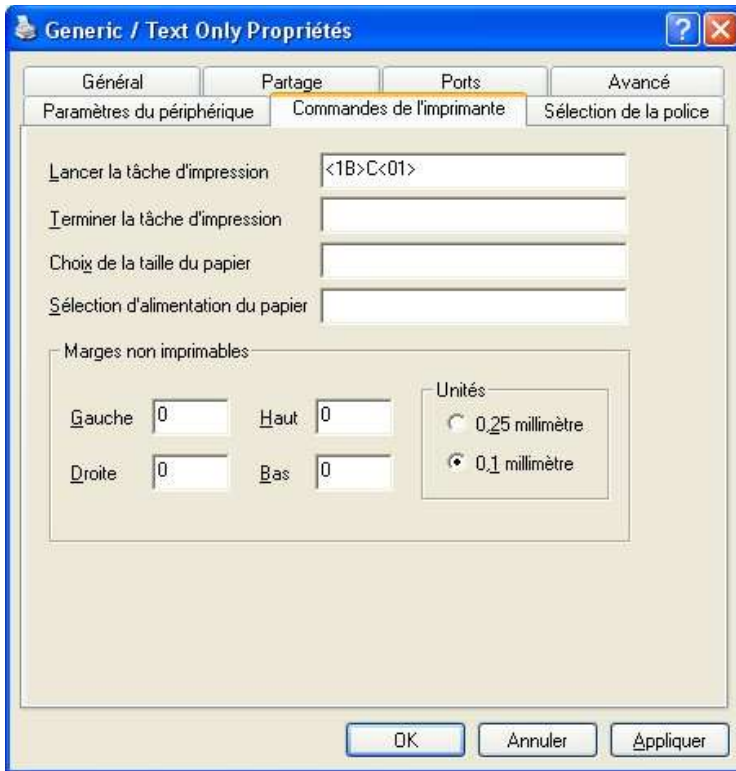 Generic / Text Only Propriétés
Général Partage Ports Avancé
Paramètres du périphérique Commandes de l'imprimante Sélection de la police
Lancer la tâche d'impression <1B>C<01>
Terminer la tâche d'impression
Choix de la taille du papier
Sélection d'alimentation du papier
Marges non imprimables
Unités
Gauche 0 Haut 0 0,25 millimètre
Droite 0 Bas 0 0,1 millimètre
OK Annuler Appliquer